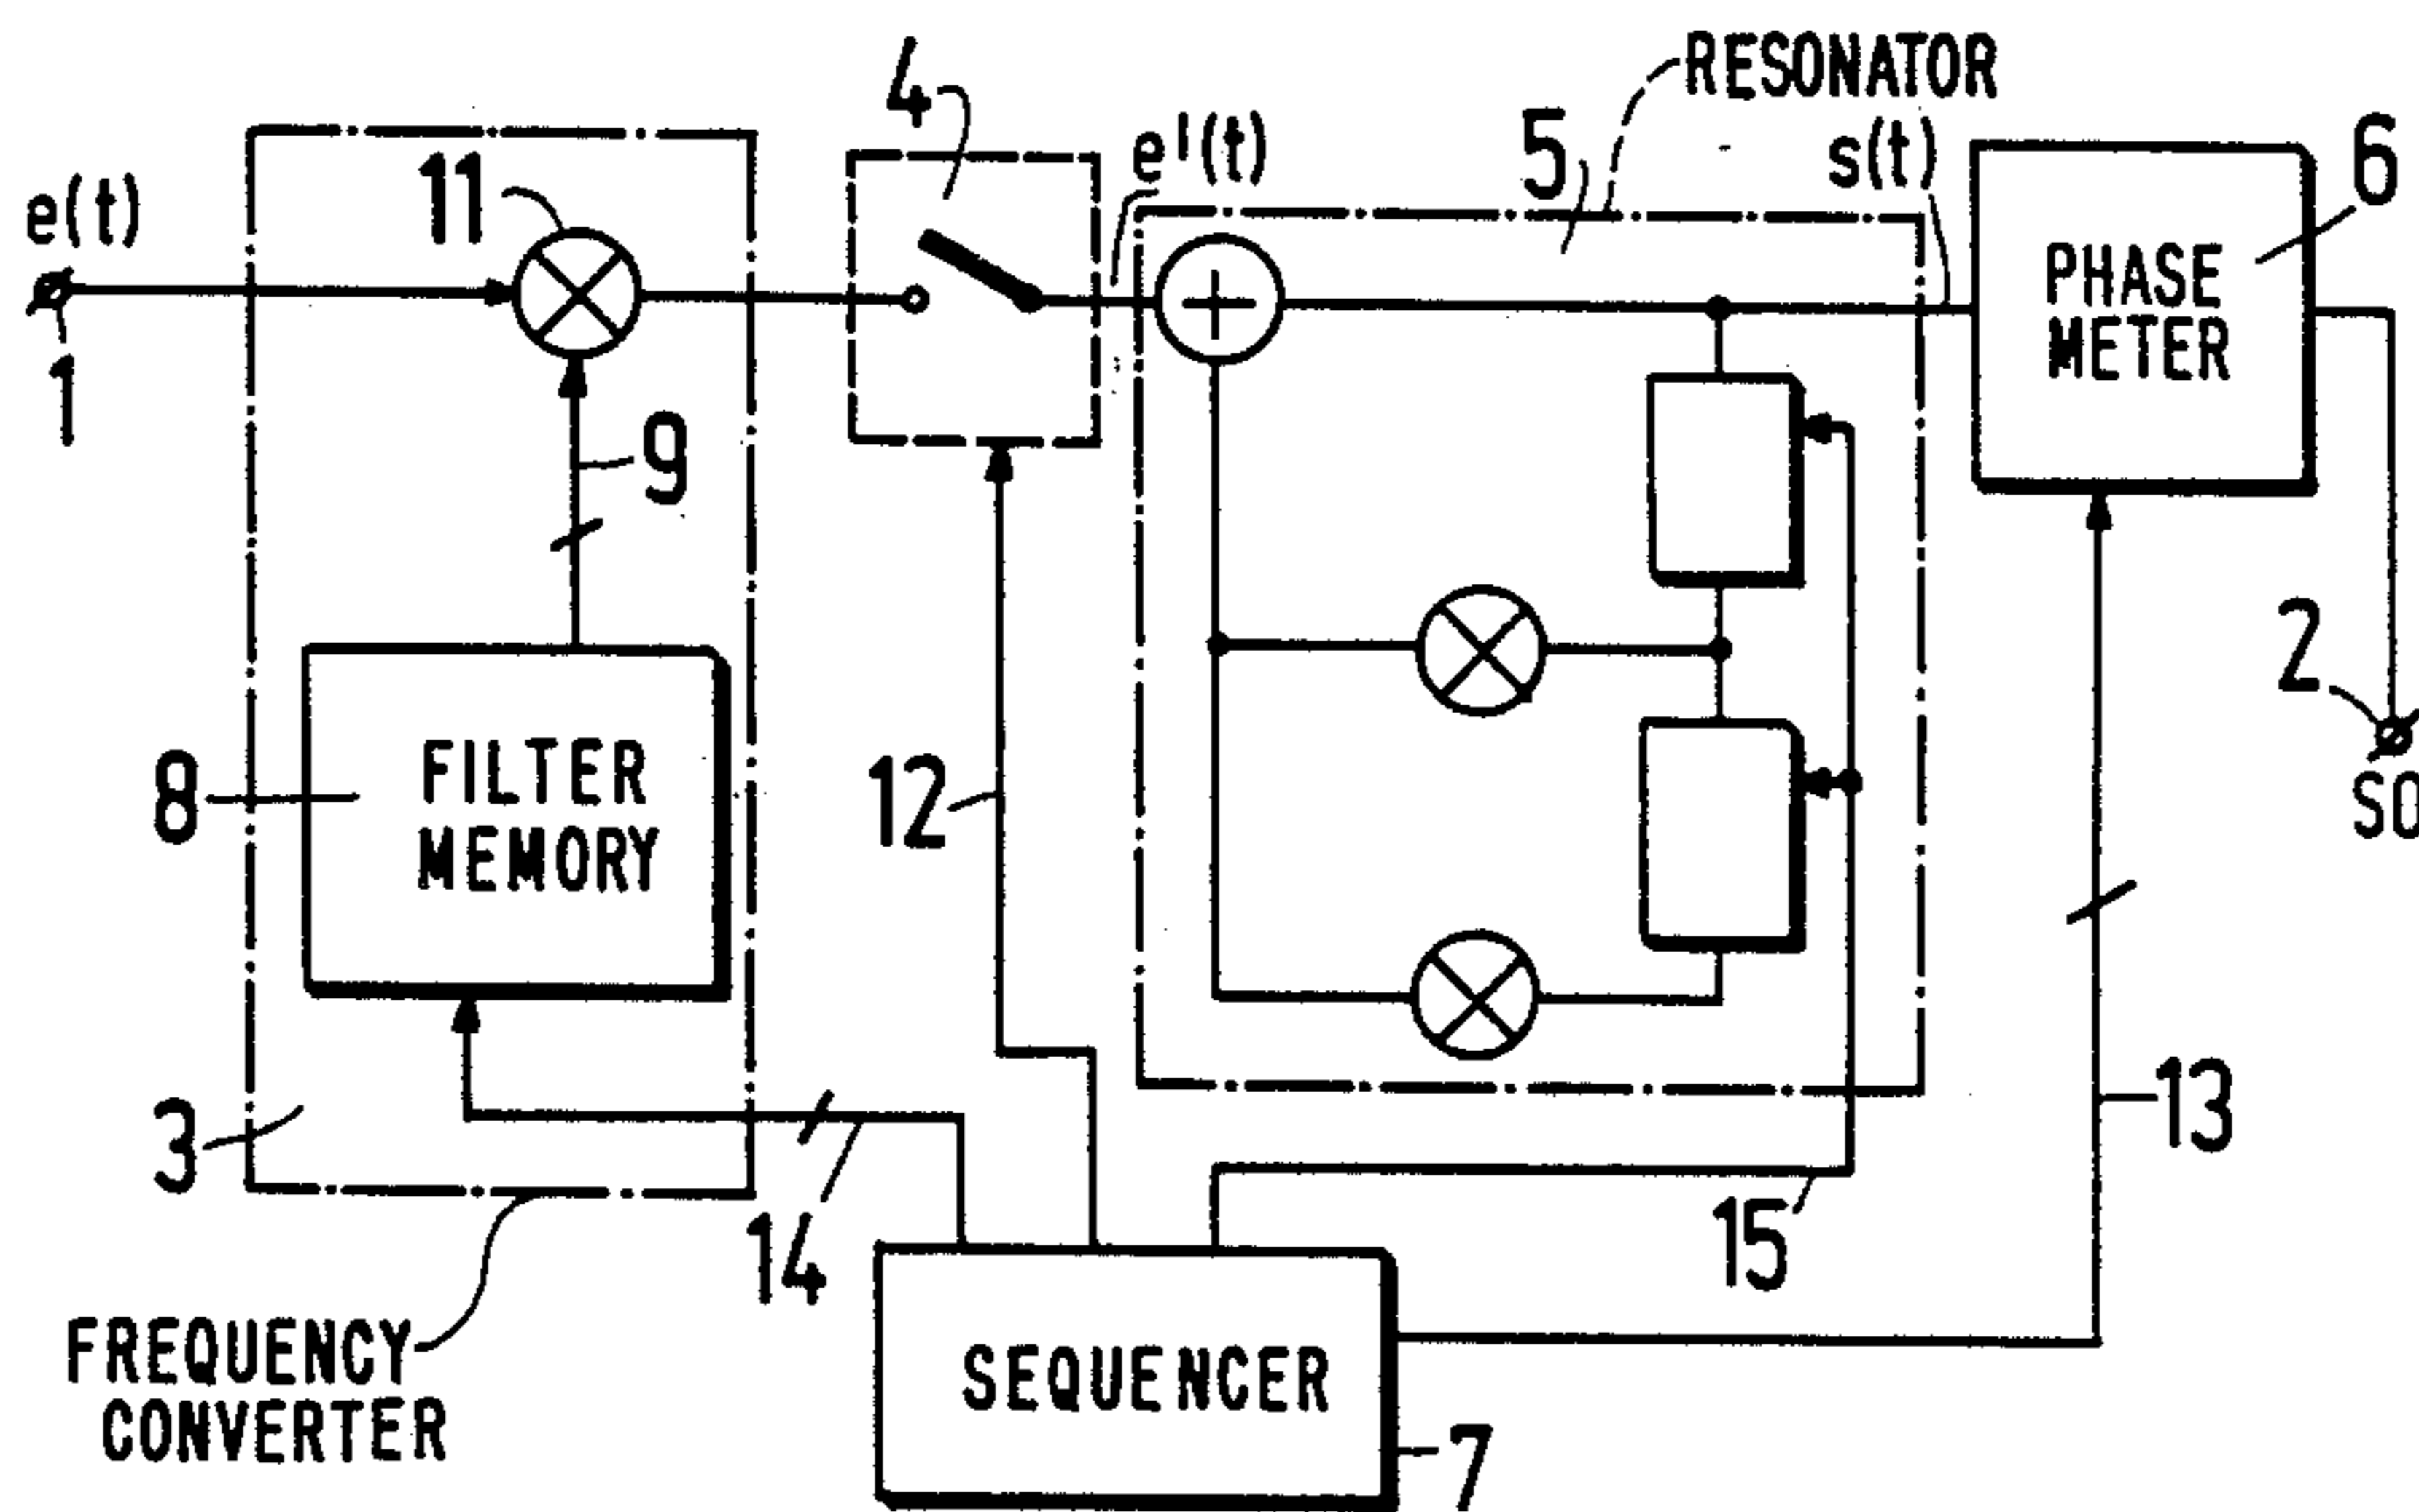 RESONATOR
4
e'(t)
5
s(t)
6
11
e(t)
PHASE
METER
1
9
2
SO
8
FILTER
MEMORY
12
13
3
14
15
FREQUENCY
CONVERTER
SEQUENCER
7